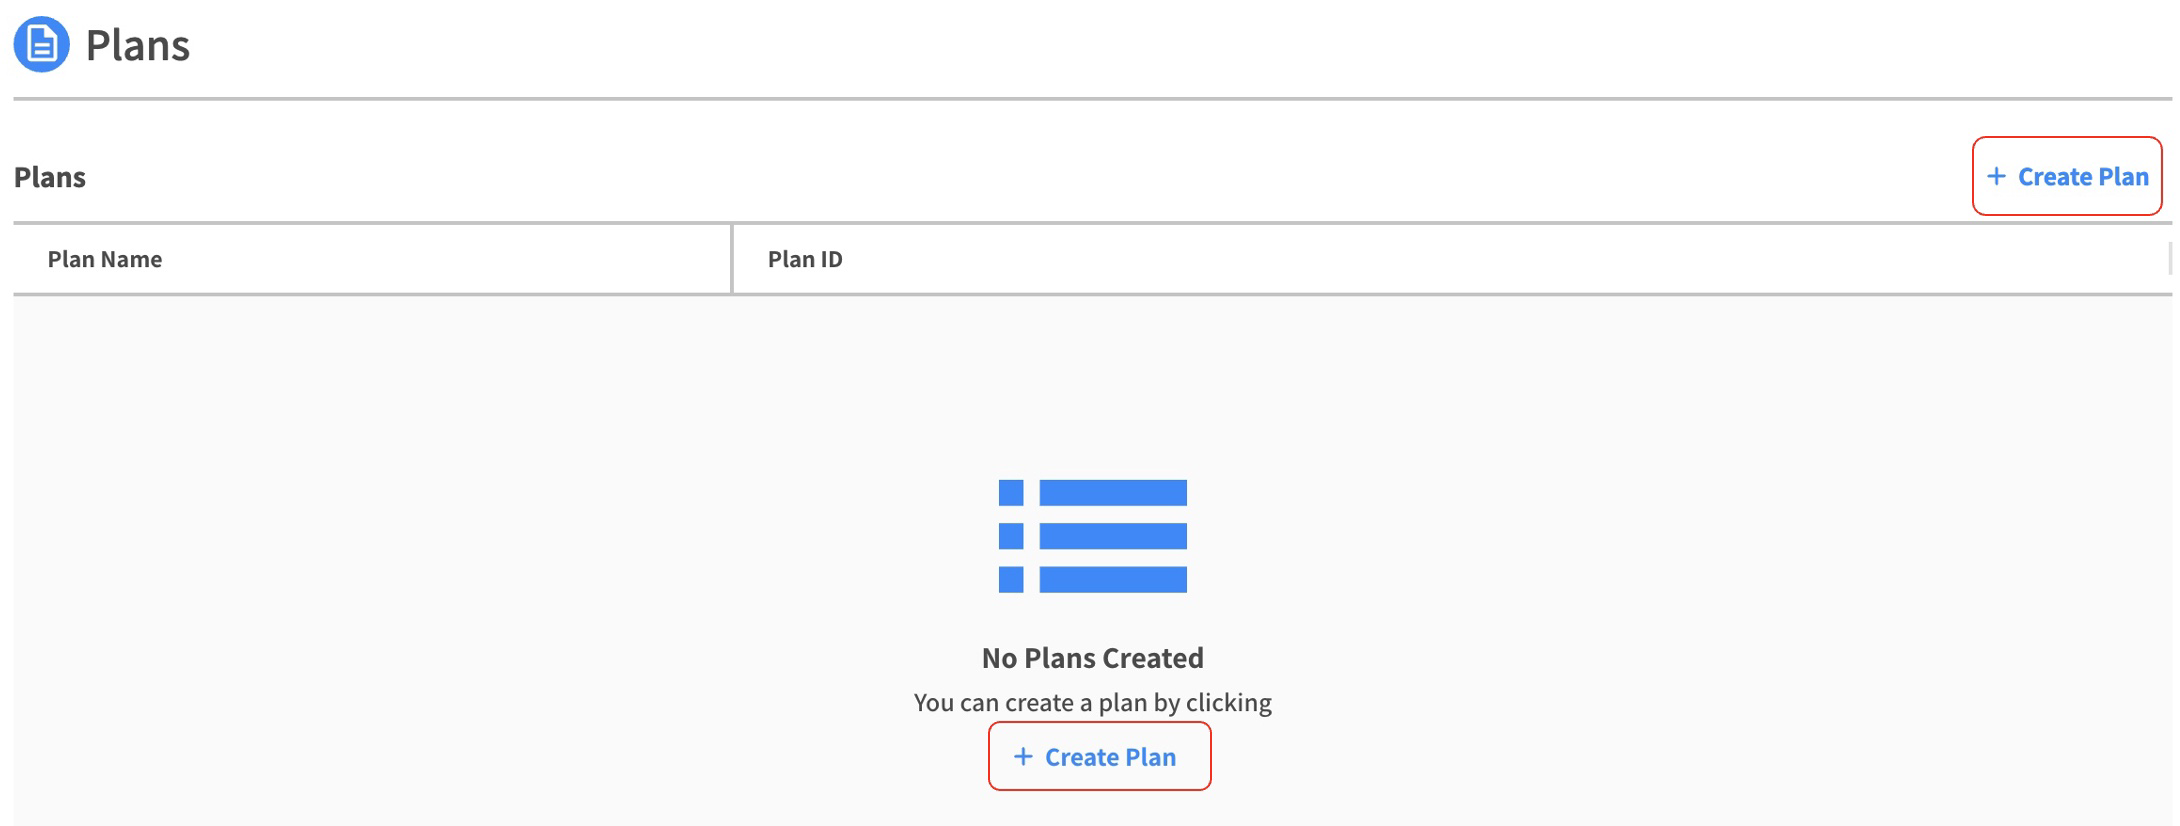 Plans
Plans
+ Create Plan
Plan Name
Plan ID
No Plans Created
You can create a plan by clicking
+ Create Plan